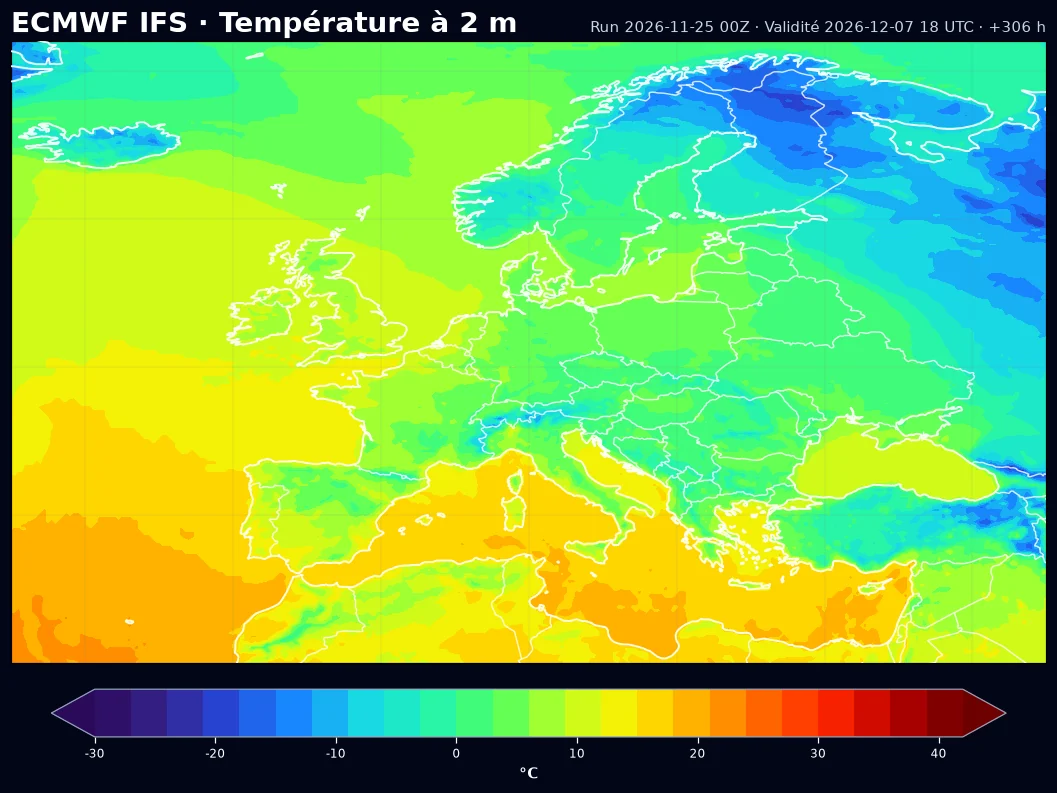 ECMWF IFS · Température à 2 m
Run 2026-11-25 00Z · Validité 2026-12-07 18 UTC · +306 h
-30 -20 -10 0 10 20 30 40
°C